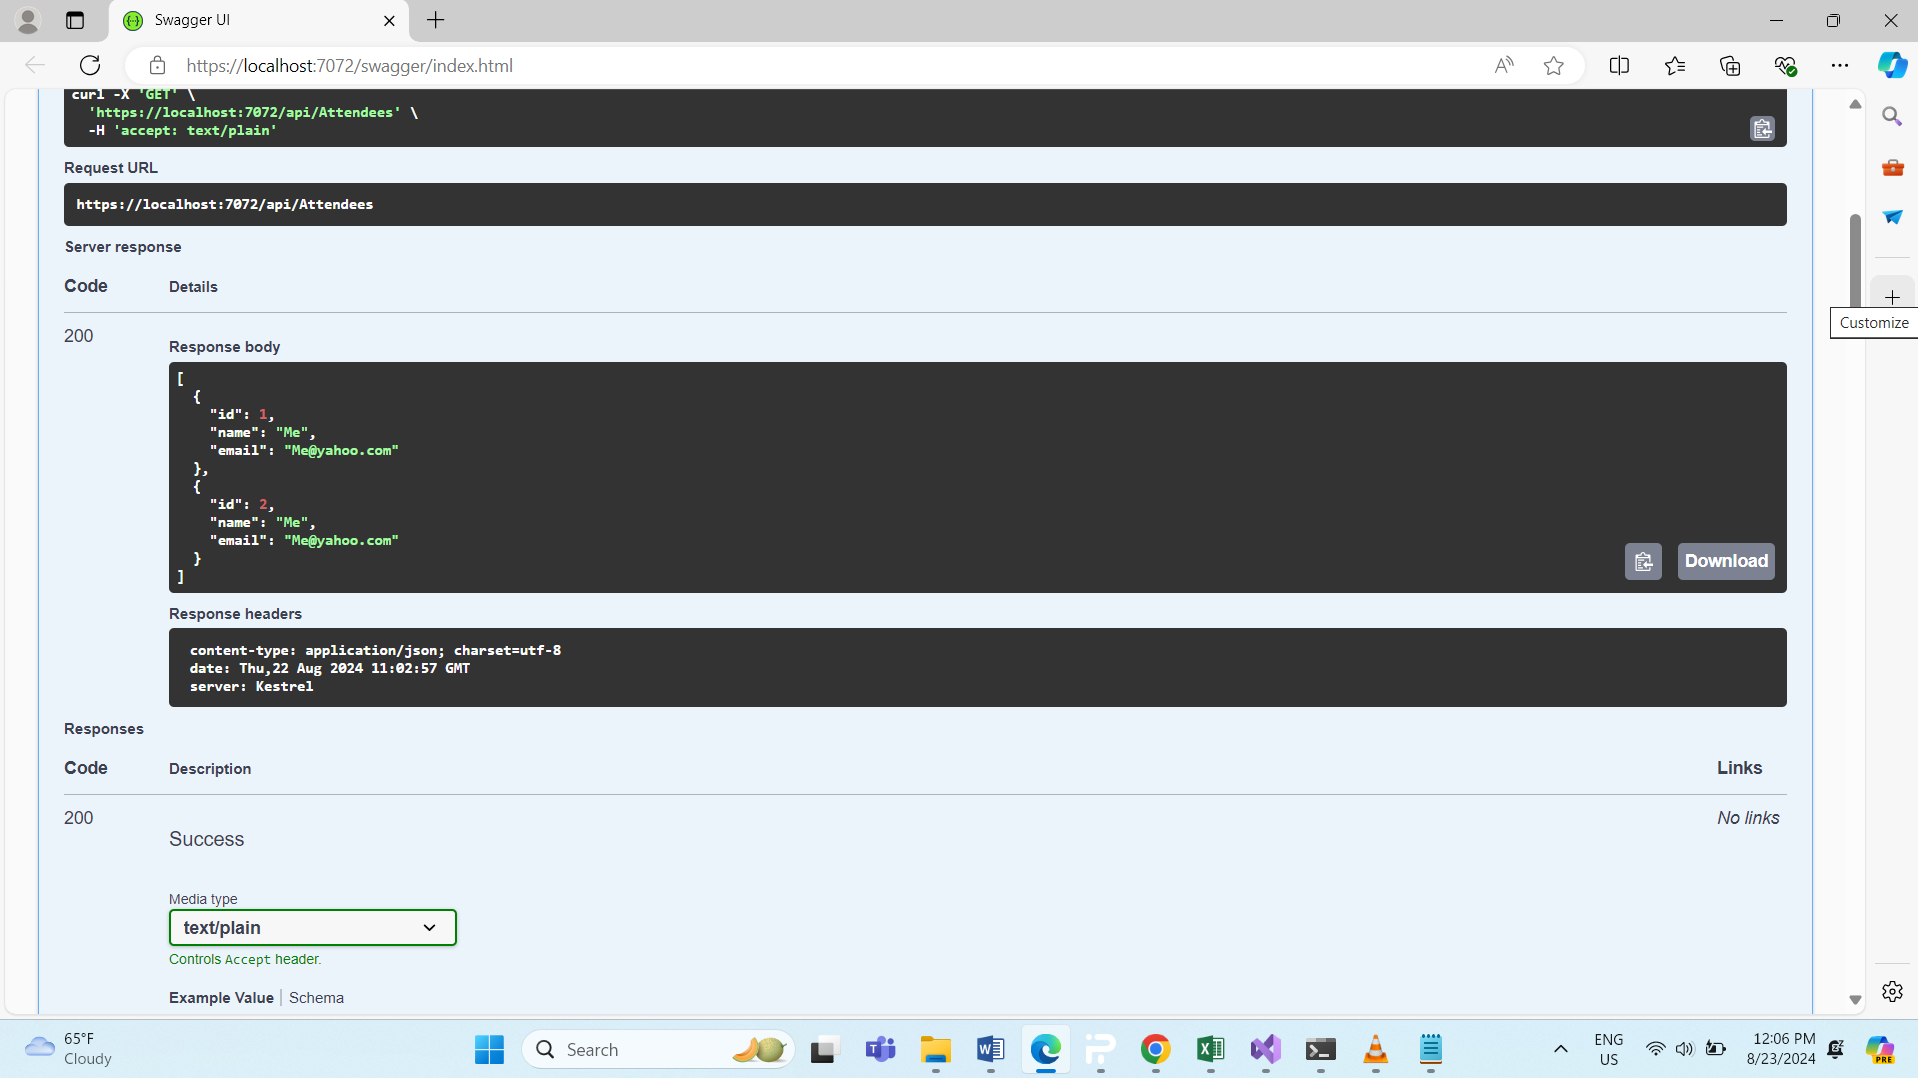 Swagger UI
https://localhost:7072/swagger/index.html
curl -X 'GET' \
'https://localhost:7072/api/Attendees' \
-H 'accept: text/plain'
Request URL
https://localhost:7072/api/Attendees
Server response
Code Details
Customize
200
Response body
[
{
"id": 1,
"name": "Me",
"email": "Me@yahoo.com"
},
{
"id": 2,
"name": "Me",
"email": "Me@yahoo.com"
}
]
Download
Response headers
content-type: application/json; charset=utf-8
date: Thu,22 Aug 2024 11:02:57 GMT
server: Kestrel
Responses
Code Description Links
200 No links
Success
Media type
text/plain
Controls Accept header.
Example Value Schema
65°F
Cloudy
Search
ENG
US
12:06 PM
8/23/2024
PRE